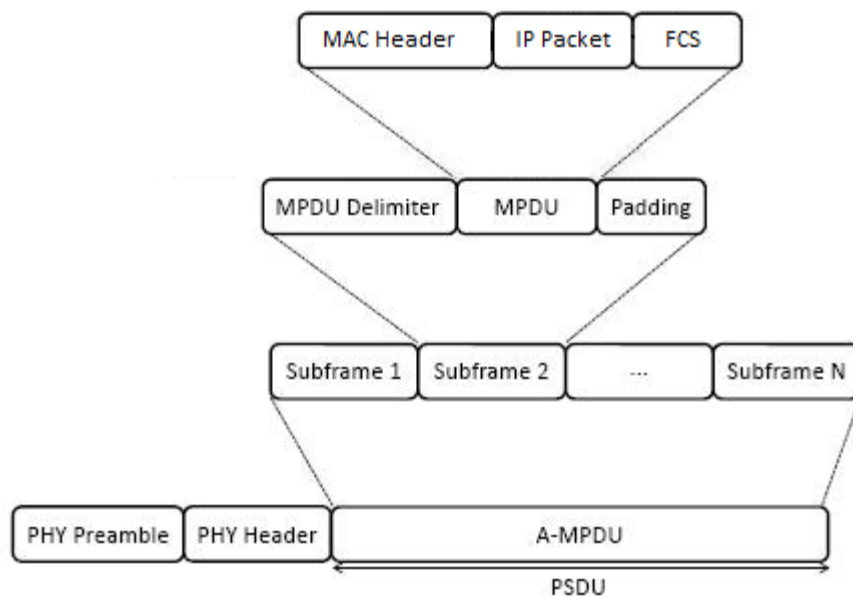 MAC Header IP Packet FCS
MPDU Delimiter MPDU Padding
Subframe 1 Subframe 2 ... Subframe N
PHY Preamble PHY Header A-MPDU
PSDU